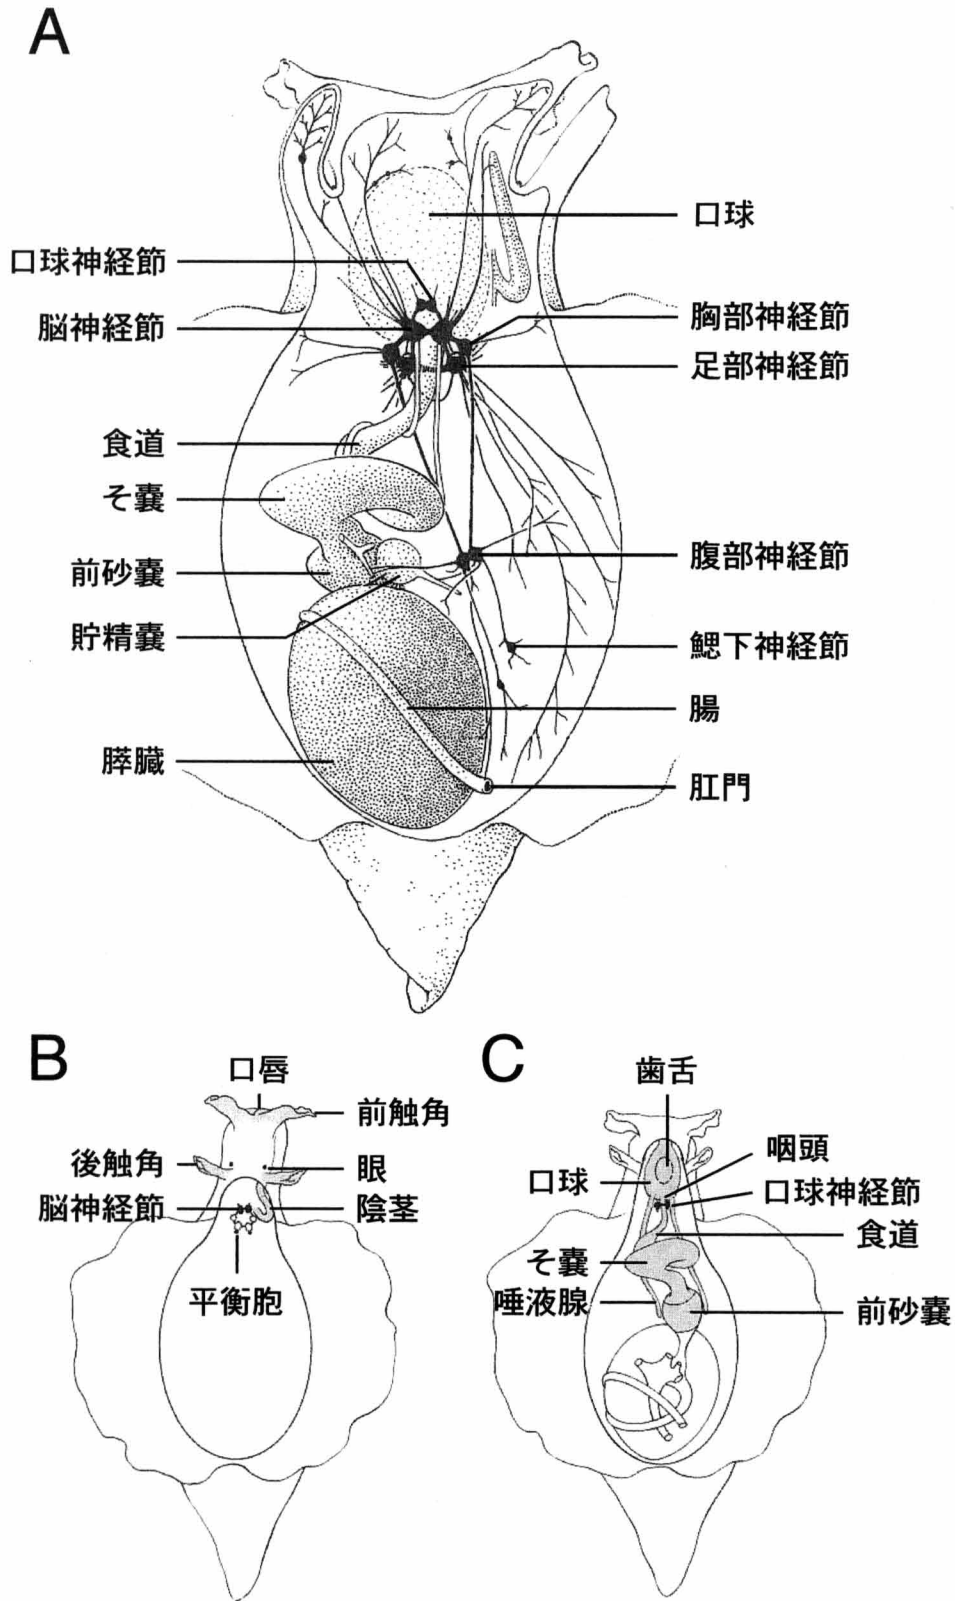 A
口球
口球神経節
脳神経節
胸部神経節
足部神経節
食道
そ嚢
前砂嚢
腹部神経節
貯精嚢
鰓下神経節
腸
膵臓
肛門
B
口唇
前触角
後触角
眼
脳神経節
陰茎
平衡胞
C
歯舌
咽頭
口球
口球神経節
食道
そ嚢
唾液腺
前砂嚢